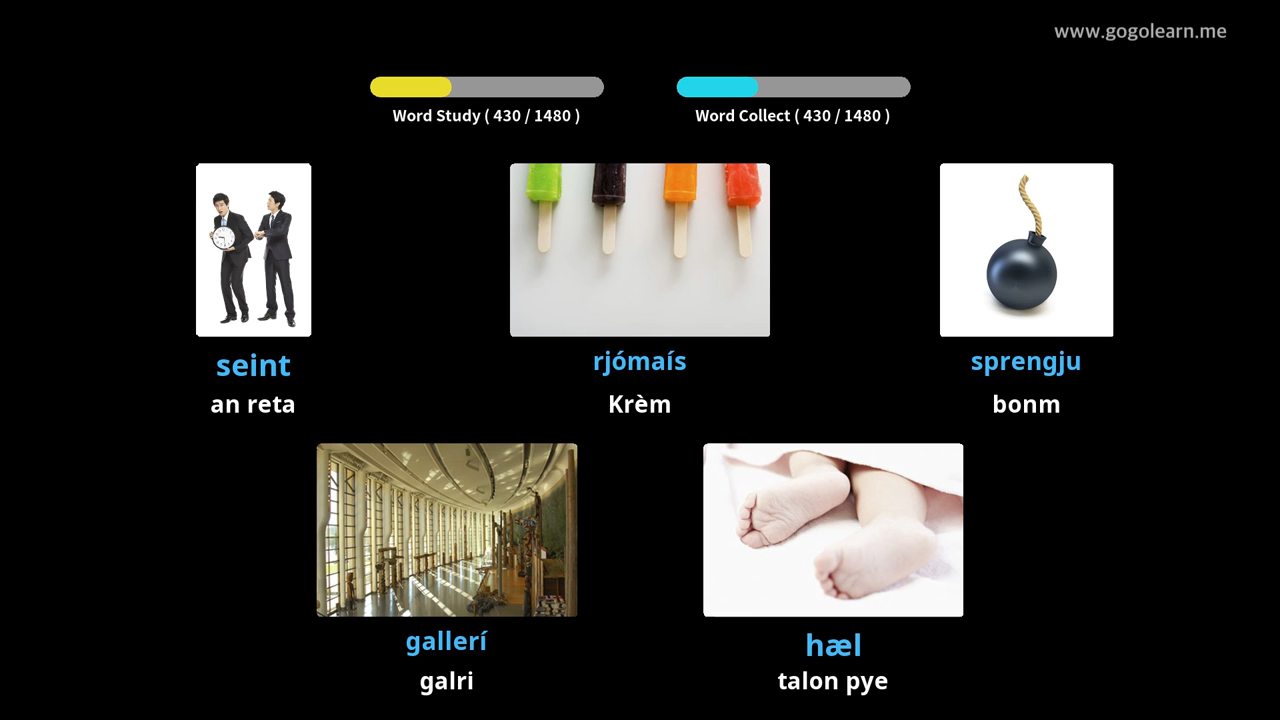 www.gogolearn.me
Word Study ( 430 / 1480 )
Word Collect ( 430 / 1480 )
seint
an reta
rjómaís
Krèm
sprengju
bonm
gallerí
galri
hæl
talon pye